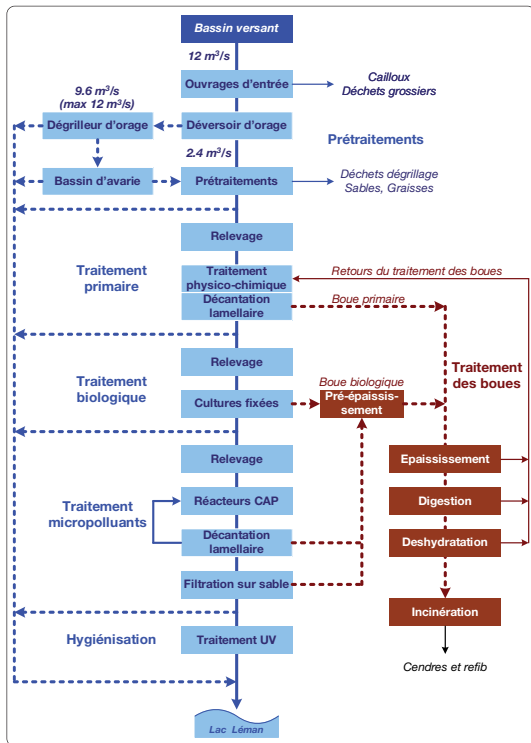 Bassin versant
12 m³/s
Ouvrages d'entrée
Cailloux
Déchets grossiers
9.6 m³/s
(max 12 m³/s)
Dégrilleur d'orage
Déversoir d'orage
Prétraitements
2.4 m³/s
Bassin d'avarie
Prétraitements
Déchets dégrillage
Sables, Graisses
Relevage
Traitement
primaire
Traitement
physico-chimique
Retours du traitement des boues
Décantation
lamellaire
Boue primaire
Relevage
Traitement
biologique
Cultures fixées
Boue biologique
Pré-épaissis-
sement
Traitement
des boues
Relevage
Epaississement
Traitement
micropolluants
Réacteurs CAP
Digestion
Décantation
lamellaire
Deshydratation
Filtration sur sable
Incinération
Hygiénisation
Traitement UV
Cendres et refib
Lac Léman